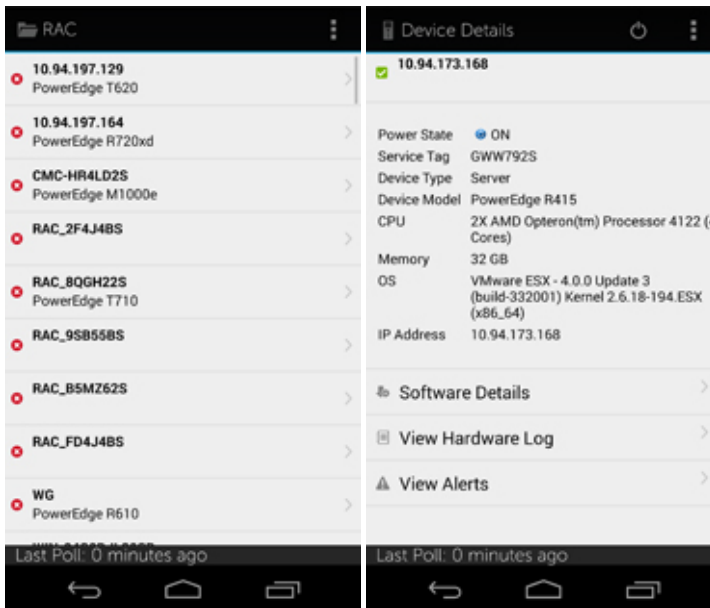 RAC
10.94.197.129
PowerEdge T620
10.94.197.164
PowerEdge R720xd
CMC-HR4LD2S
PowerEdge M1000e
RAC_2F4J4BS
RAC_8QGH22S
PowerEdge T710
RAC_9SB55BS
RAC_B5MZ62S
RAC_FD4J4BS
WG
PowerEdge R610
Last Poll: 0 minutes ago
Device Details
10.94.173.168
Power State ON
Service Tag GWW792S
Device Type Server
Device Model PowerEdge R415
CPU 2X AMD Opteron(tm) Processor 4122 (
Cores)
Memory 32 GB
OS VMware ESX - 4.0.0 Update 3
(build-332001) Kernel 2.6.18-194.ESX
(x86_64)
IP Address 10.94.173.168
Software Details
View Hardware Log
View Alerts
Last Poll: 0 minutes ago